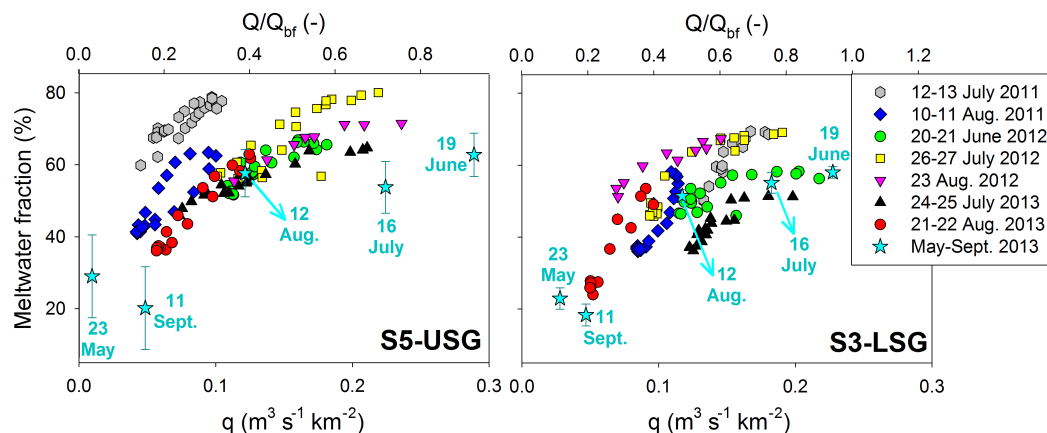 Q/Q_bf (-)
Q/Q_bf (-)
0.0 0.2 0.4 0.6 0.8
0.0 0.2 0.4 0.6 0.8 1.0 1.2
Meltwater fraction (%)
80
60
40
20
23
May
11
Sept.
12
Aug.
16
July
19
June
S5-USG
23
May
11
Sept.
12
Aug.
16
July
19
June
S3-LSG
0.0 0.1 0.2 0.3
0.0 0.1 0.2 0.3
q (m³ s⁻¹ km⁻²)
q (m³ s⁻¹ km⁻²)
12-13 July 2011
10-11 Aug. 2011
20-21 June 2012
26-27 July 2012
23 Aug. 2012
24-25 July 2013
21-22 Aug. 2013
May-Sept. 2013